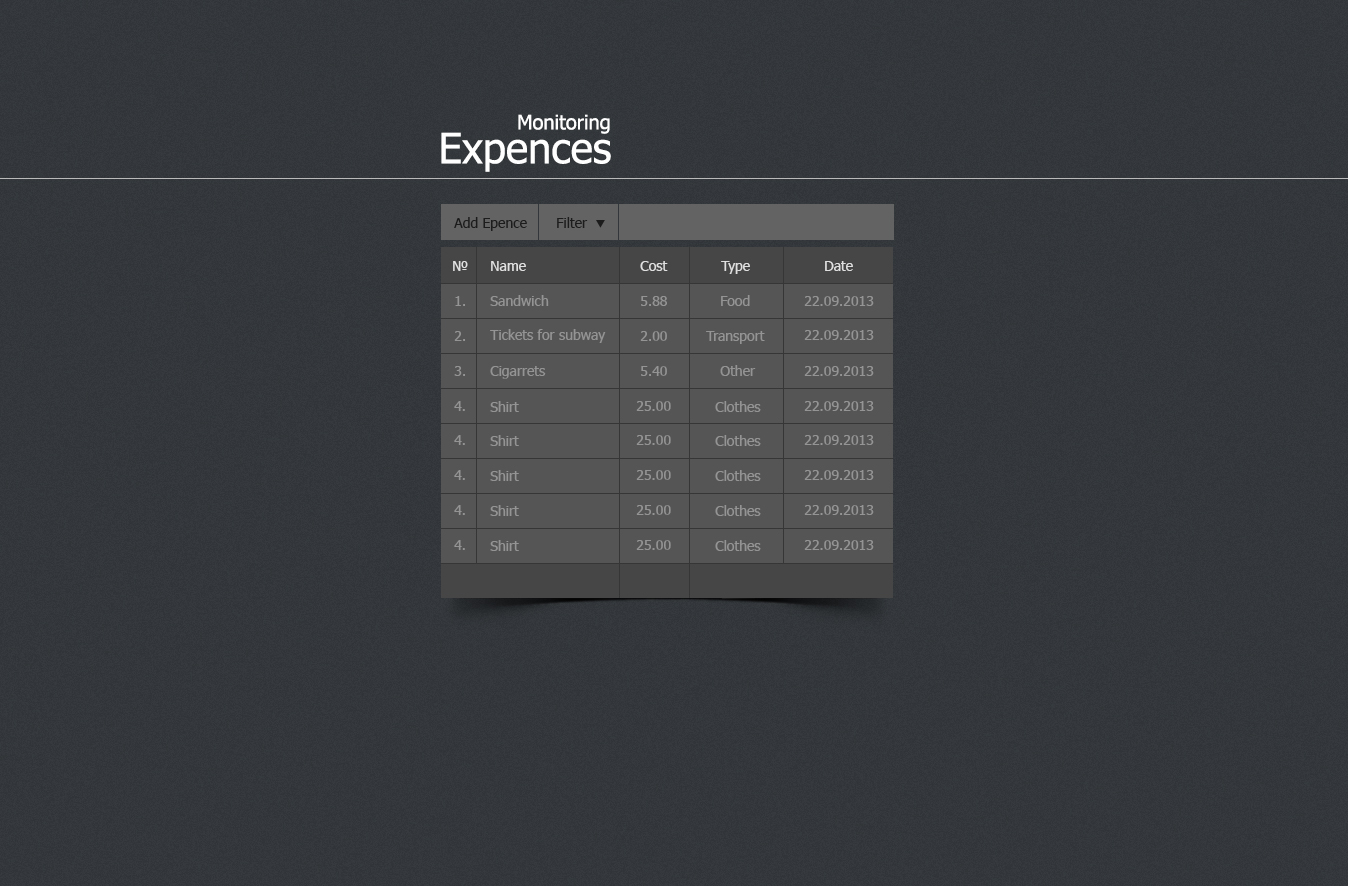 Monitoring
Expences
Add Epence Filter ▼
№ Name Cost Type Date
1. Sandwich 5.88 Food 22.09.2013
2. Tickets for subway 2.00 Transport 22.09.2013
3. Cigarrets 5.40 Other 22.09.2013
4. Shirt 25.00 Clothes 22.09.2013
4. Shirt 25.00 Clothes 22.09.2013
4. Shirt 25.00 Clothes 22.09.2013
4. Shirt 25.00 Clothes 22.09.2013
4. Shirt 25.00 Clothes 22.09.2013